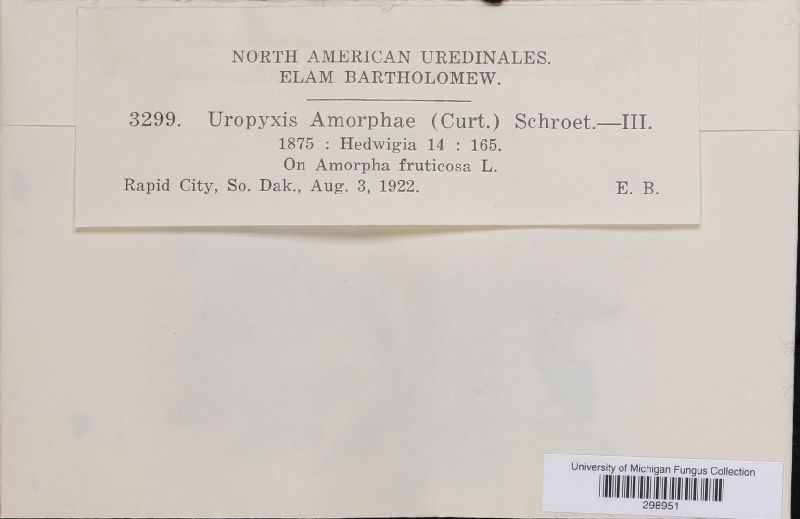 NORTH AMERICAN UREDINALES.
ELAM BARTHOLOMEW.
3299. Uropyxis Amorphae (Curt.) Schroet.—III.
1875 : Hedwigia 14 : 165.
On Amorpha fruticosa L.
Rapid City, So. Dak., Aug. 3, 1922. E. B.
University of Michigan Fungus Collection
298951